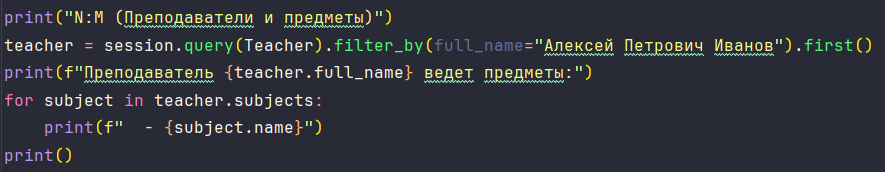 print("N:M (Преподаватели и предметы)")
teacher = session.query(Teacher).filter_by(full_name="Алексей Петрович Иванов").first()
print(f"Преподаватель {teacher.full_name} ведет предметы:")
for subject in teacher.subjects:
    print(f"  - {subject.name}")
print()